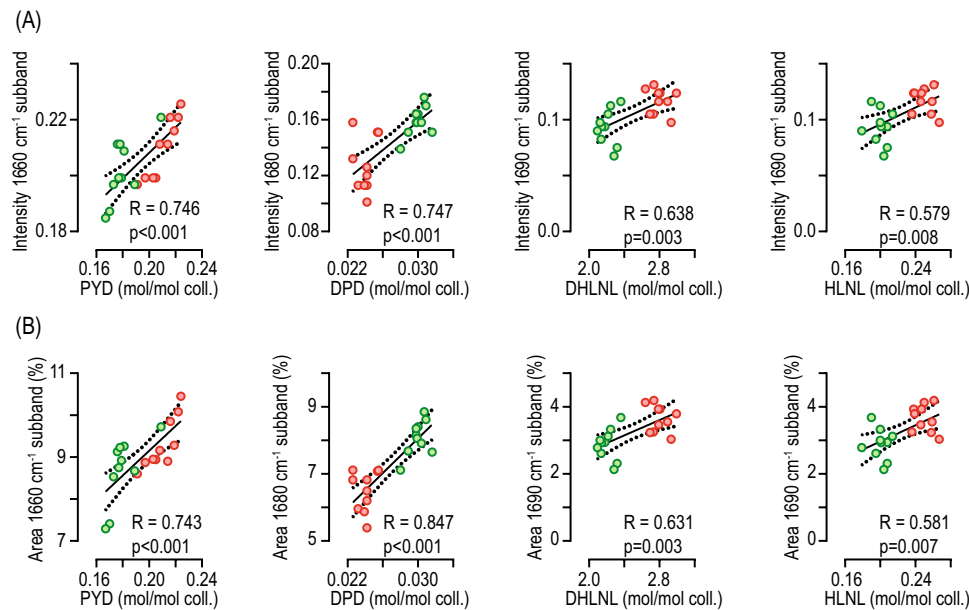 (A)
Intensity 1660 cm⁻¹ subband
0.22
0.18
R = 0.746
p<0.001
0.16 0.20 0.24
PYD (mol/mol coll.)
Intensity 1680 cm⁻¹ subband
0.20
0.16
0.12
0.08
R = 0.747
p<0.001
0.022 0.030
DPD (mol/mol coll.)
Intensity 1690 cm⁻¹ subband
0.1
0.0
R = 0.638
p=0.003
2.0 2.8 3.6
DHLNL (mol/mol coll.)
Intensity 1690 cm⁻¹ subband
0.1
0.0
R = 0.579
p=0.008
0.16 0.24
HLNL (mol/mol coll.)
(B)
Area 1660 cm⁻¹ subband (%)
11
9
7
R = 0.743
p<0.001
0.16 0.20 0.24
PYD (mol/mol coll.)
Area 1680 cm⁻¹ subband (%)
9
7
5
R = 0.847
p<0.001
0.022 0.030
DPD (mol/mol coll.)
Area 1690 cm⁻¹ subband (%)
4
2
0
R = 0.631
p=0.003
2.0 2.8 3.6
DHLNL (mol/mol coll.)
Area 1690 cm⁻¹ subband (%)
4
2
0
R = 0.581
p=0.007
0.16 0.24
HLNL (mol/mol coll.)